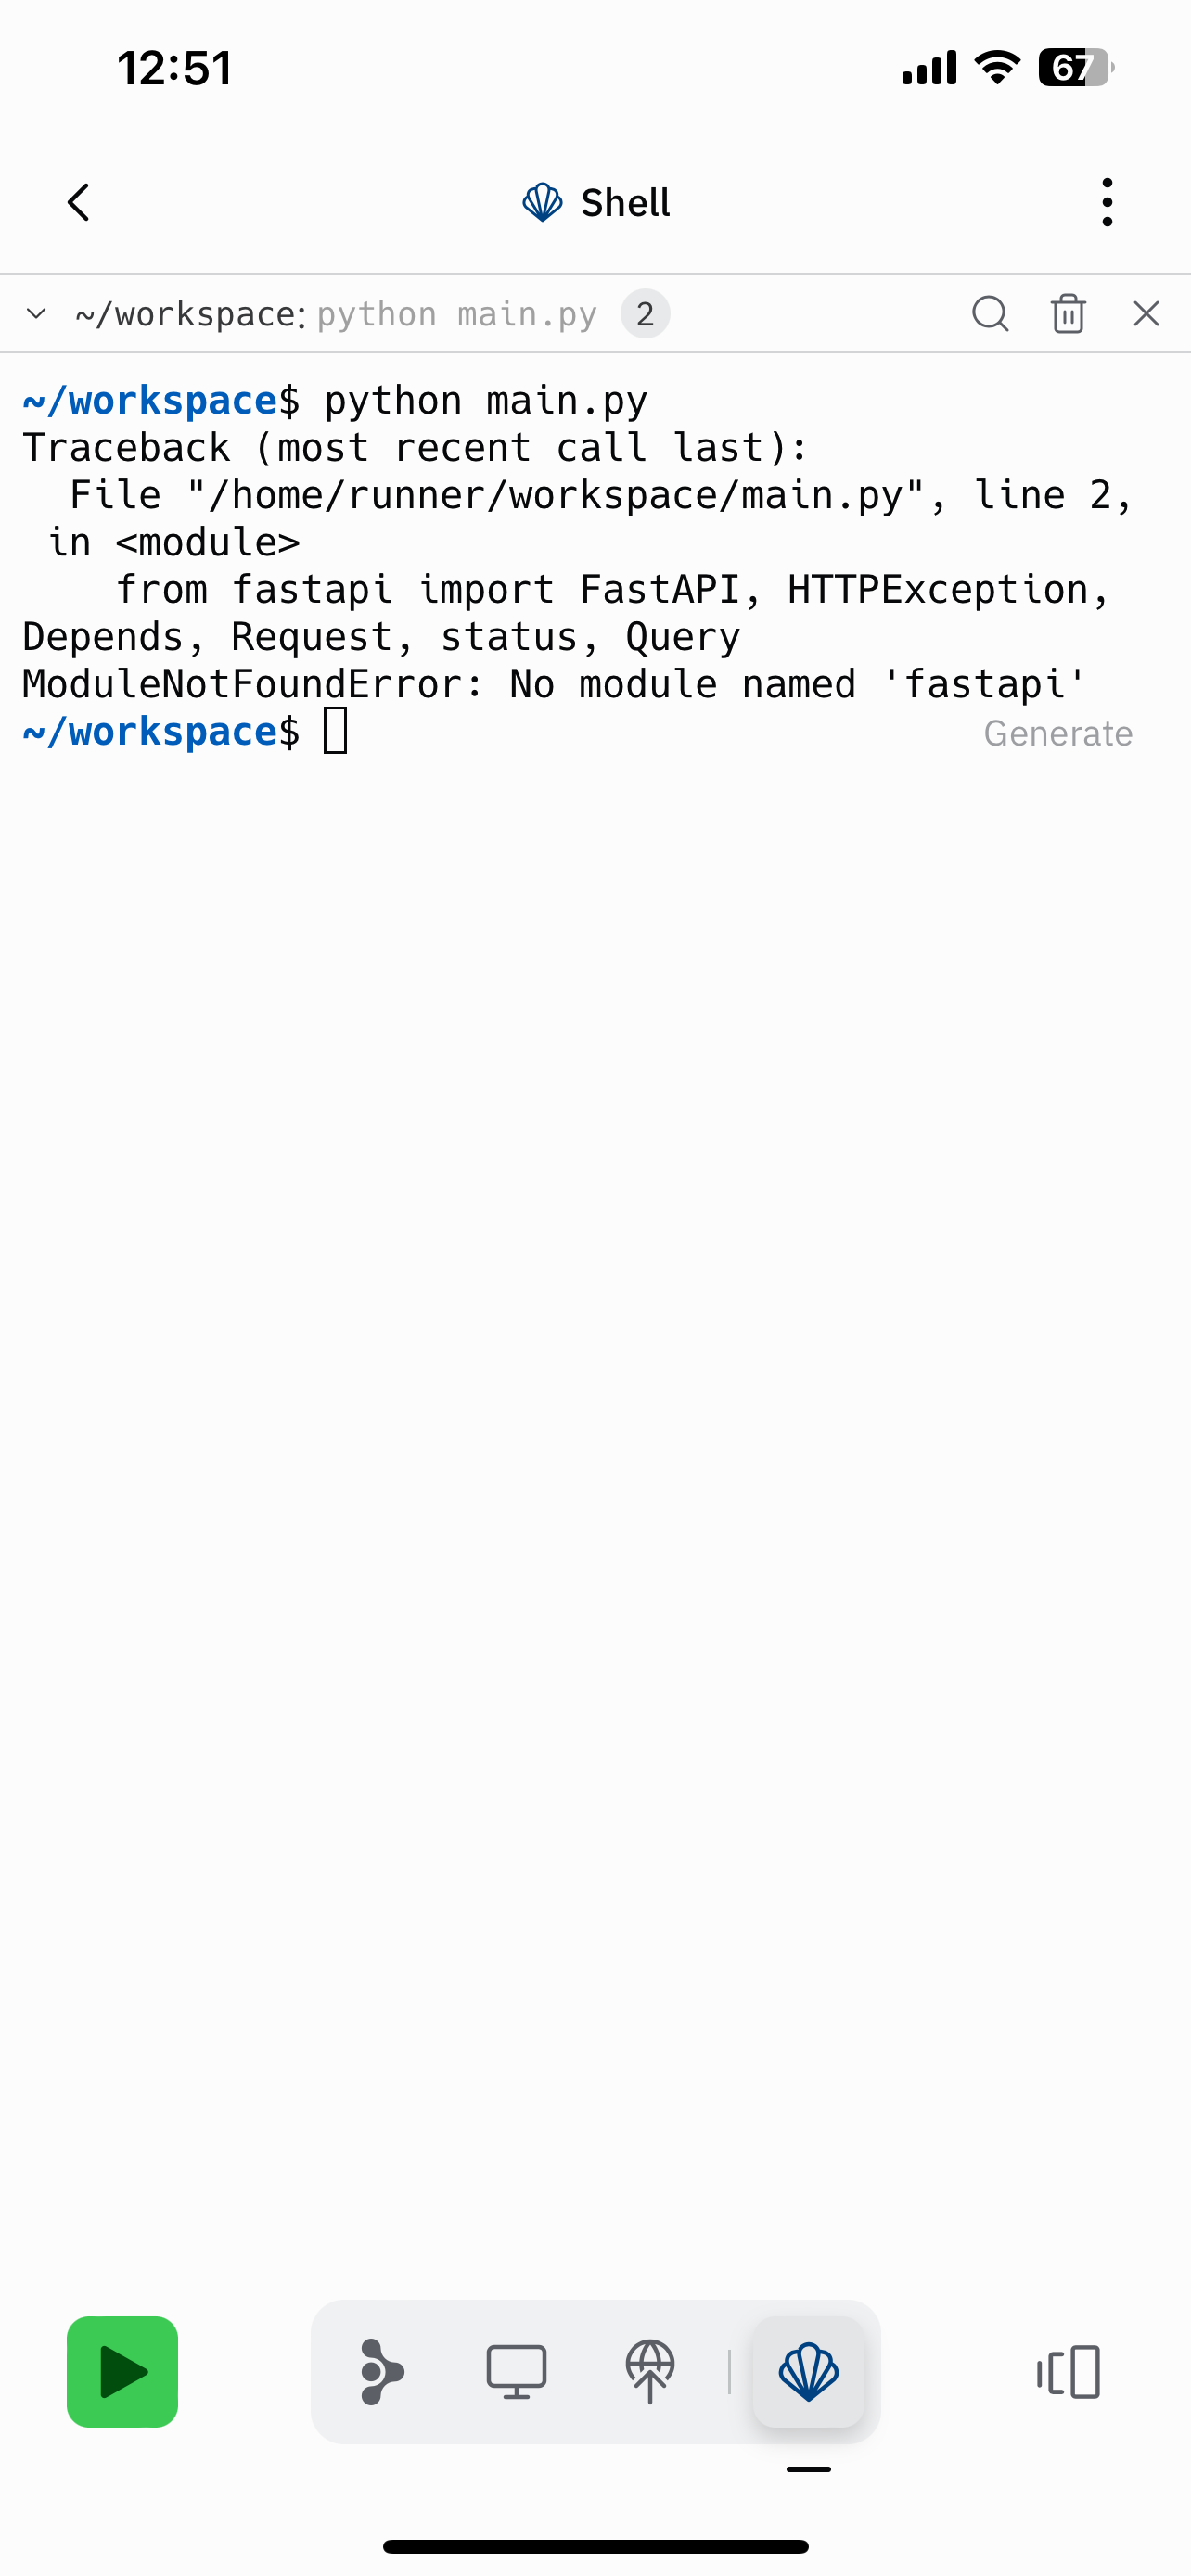 12:51
67
Shell
~/workspace: python main.py 2
~/workspace$ python main.py
Traceback (most recent call last):
  File "/home/runner/workspace/main.py", line 2,
 in <module>
    from fastapi import FastAPI, HTTPException,
Depends, Request, status, Query
ModuleNotFoundError: No module named 'fastapi'
~/workspace$
Generate